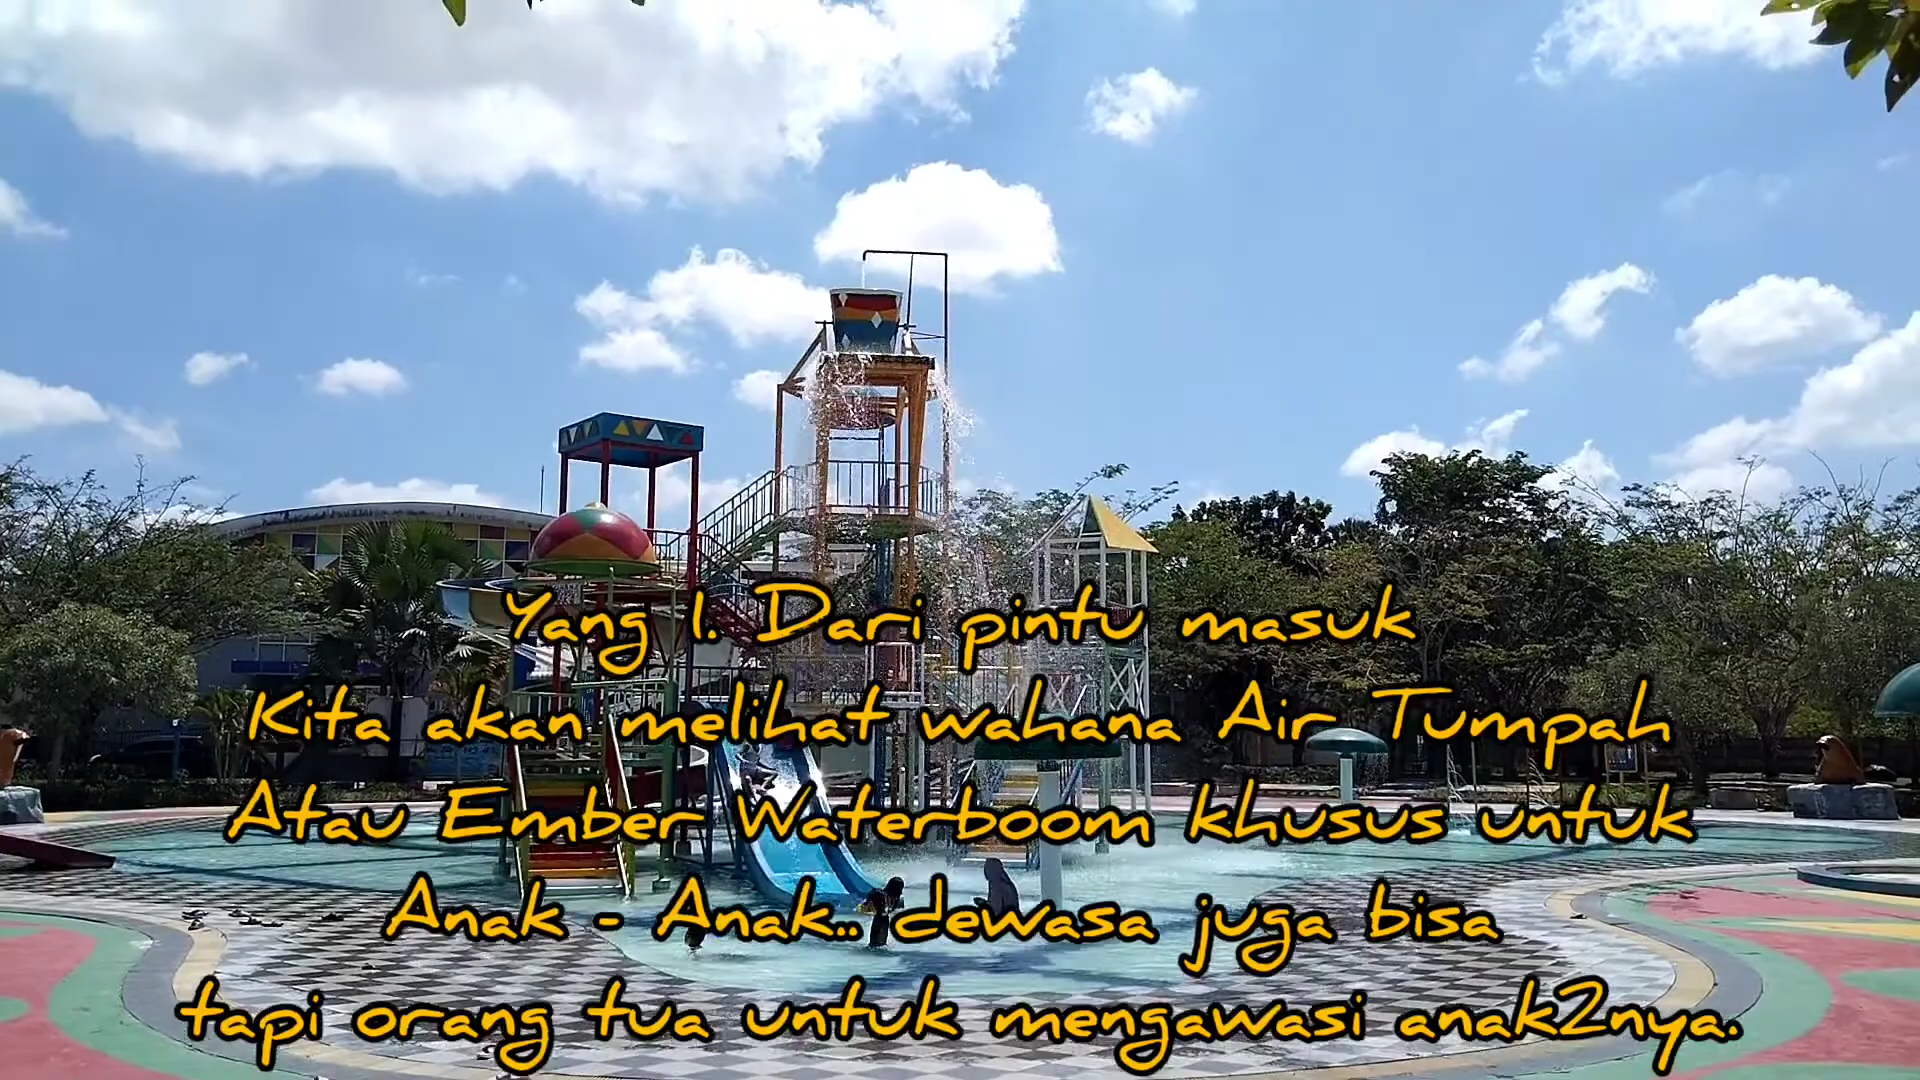 Yang 1. Dari pintu masuk
Kita akan melihat wahana Air Tumpah
Atau Ember Waterboom khusus untuk
Anak - Anak.. dewasa juga bisa
tapi orang tua untuk mengawasi anak2nya.